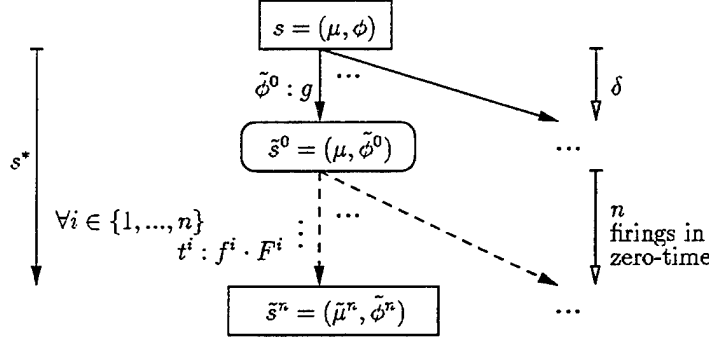 s = (μ, φ)
φ̃⁰ : g
...
δ
s̃⁰ = (μ, φ̃⁰)
...
s*
∀i ∈ {1, ..., n}
tⁱ : fⁱ · Fⁱ
⋮
...
n
firings in
zero-time
s̃ⁿ = (μ̃ⁿ, φ̃ⁿ)
...